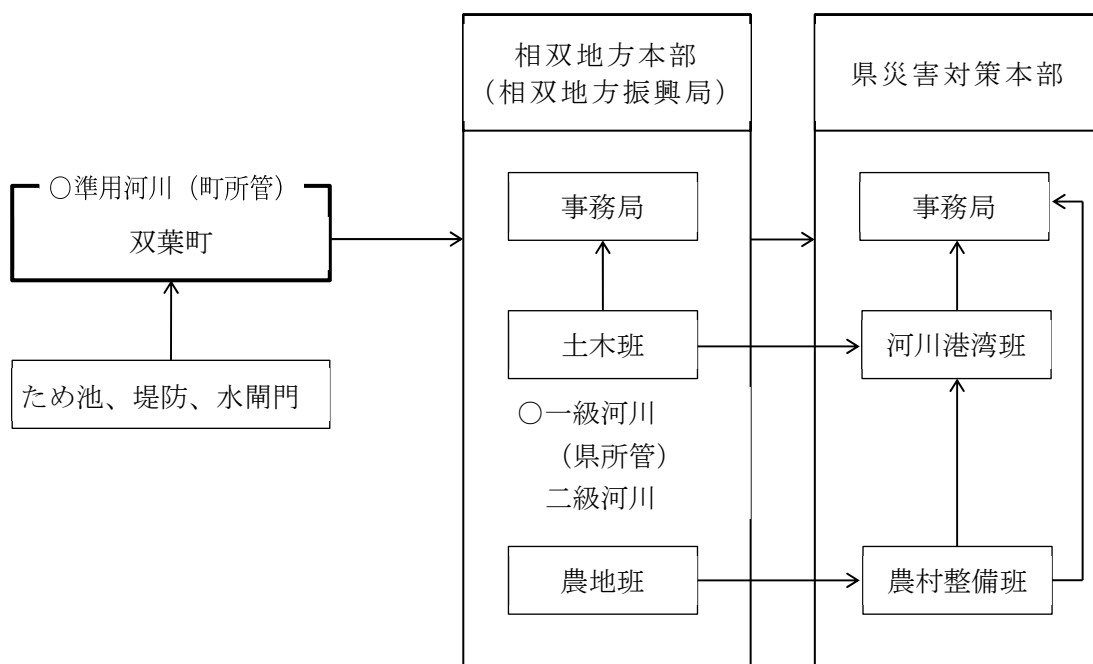 相双地方本部
（相双地方振興局）
県災害対策本部
○準用河川（町所管）
双葉町
ため池、堤防、水閘門
事務局
土木班
○一級河川
（県所管）
二級河川
農地班
事務局
河川港湾班
農村整備班